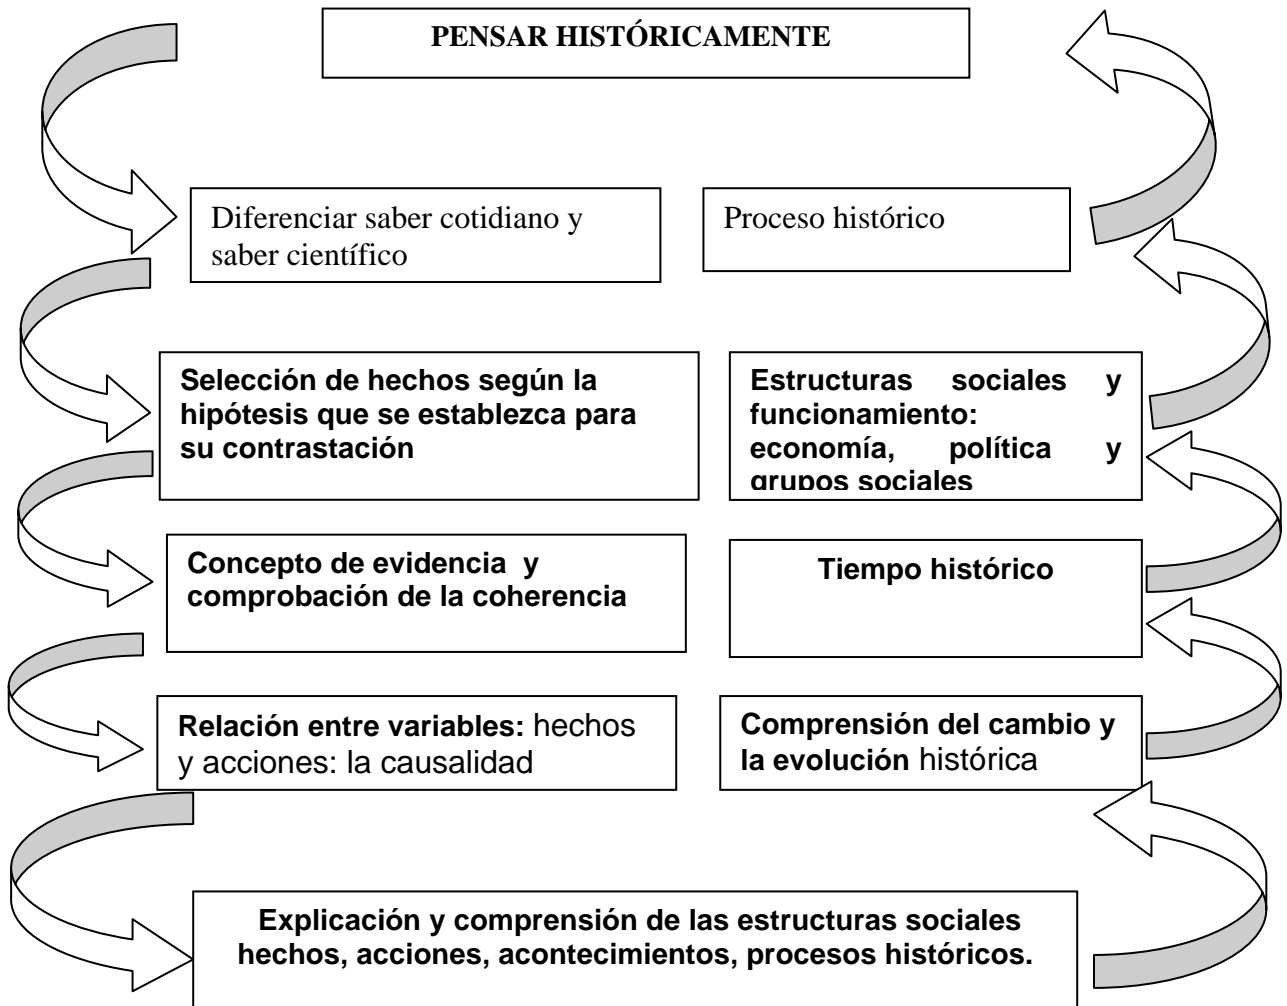 PENSAR HISTÓRICAMENTE
Diferenciar saber cotidiano y
saber científico
Proceso histórico
Selección de hechos según la
hipótesis que se establezca para
su contrastación
Estructuras sociales y
funcionamiento:
economía, política y
grupos sociales
Concepto de evidencia y
comprobación de la coherencia
Tiempo histórico
Relación entre variables: hechos
y acciones: la causalidad
Comprensión del cambio y
la evolución histórica
Explicación y comprensión de las estructuras sociales
hechos, acciones, acontecimientos, procesos históricos.